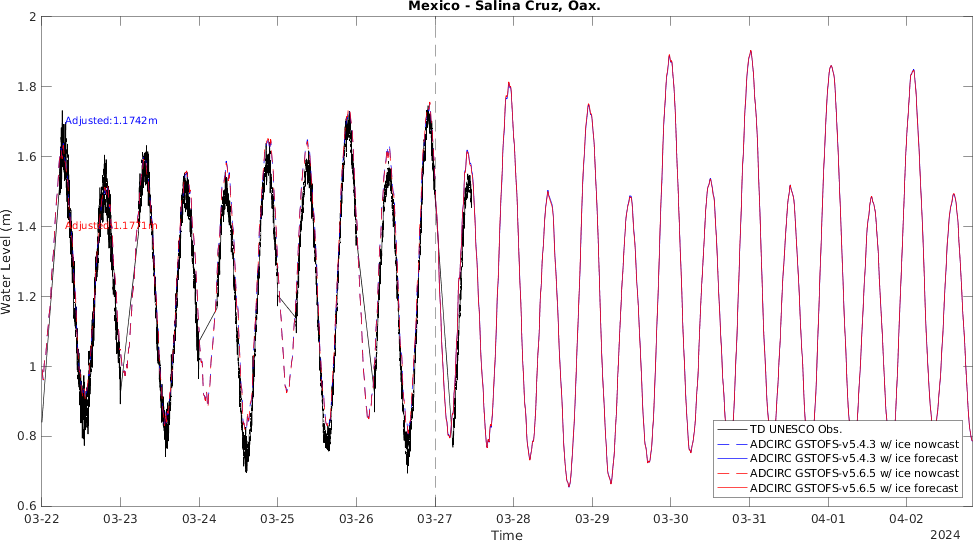 Mexico - Salina Cruz, Oax.
2
1.8
1.6
1.4
1.2
1
0.8
0.6
Water Level (m)
Adjusted:1.1742m
Adjusted:1.1771m
TD UNESCO Obs.
ADCIRC GSTOFS-v5.4.3 w/ ice nowcast
ADCIRC GSTOFS-v5.4.3 w/ ice forecast
ADCIRC GSTOFS-v5.6.5 w/ ice nowcast
ADCIRC GSTOFS-v5.6.5 w/ ice forecast
03-22 03-23 03-24 03-25 03-26 03-27 03-28 03-29 03-30 03-31 04-01 04-02
Time
2024